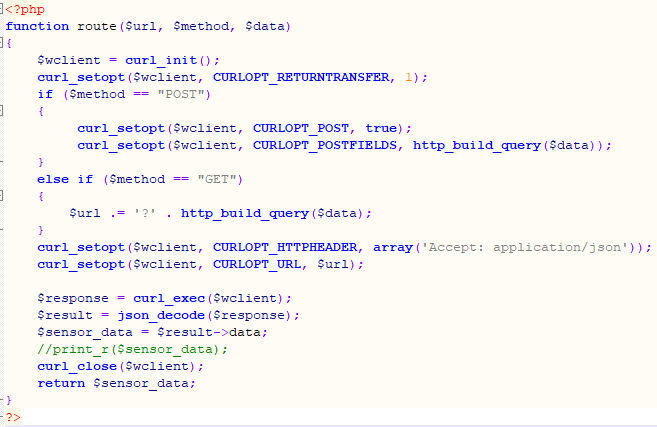 <?php
function route($url, $method, $data)
{
    $wclient = curl_init();
    curl_setopt($wclient, CURLOPT_RETURNTRANSFER, 1);
    if ($method == "POST")
    {
         curl_setopt($wclient, CURLOPT_POST, true);
         curl_setopt($wclient, CURLOPT_POSTFIELDS, http_build_query($data));
    }
    else if ($method == "GET")
    {
        $url .= '?' . http_build_query($data);
    }
    curl_setopt($wclient, CURLOPT_HTTPHEADER, array('Accept: application/json'));
    curl_setopt($wclient, CURLOPT_URL, $url);

    $response = curl_exec($wclient);
    $result = json_decode($response);
    $sensor_data = $result->data;
    //print_r($sensor_data);
    curl_close($wclient);
    return $sensor_data;
}
?>